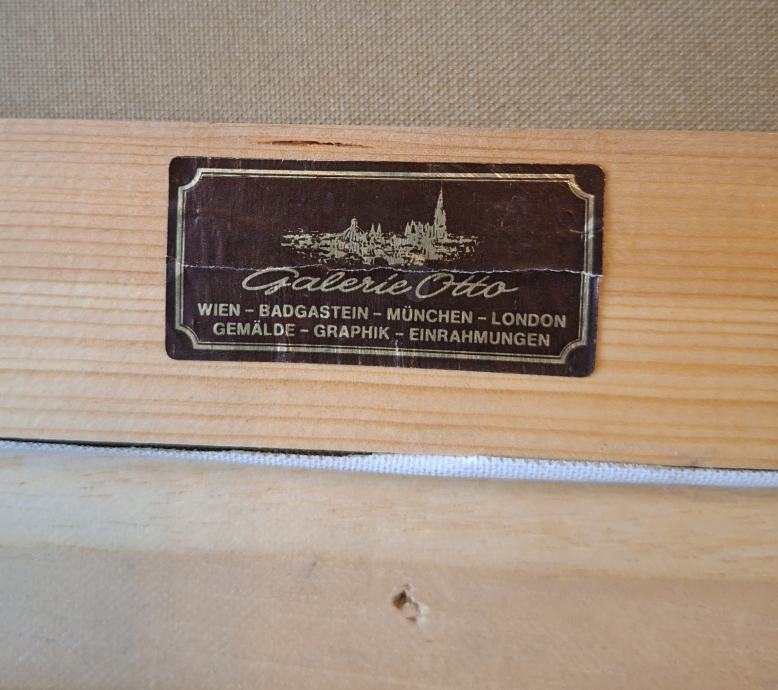 Galerie Otto
WIEN – BADGASTEIN – MÜNCHEN – LONDON
GEMÄLDE – GRAPHIK – EINRAHMUNGEN